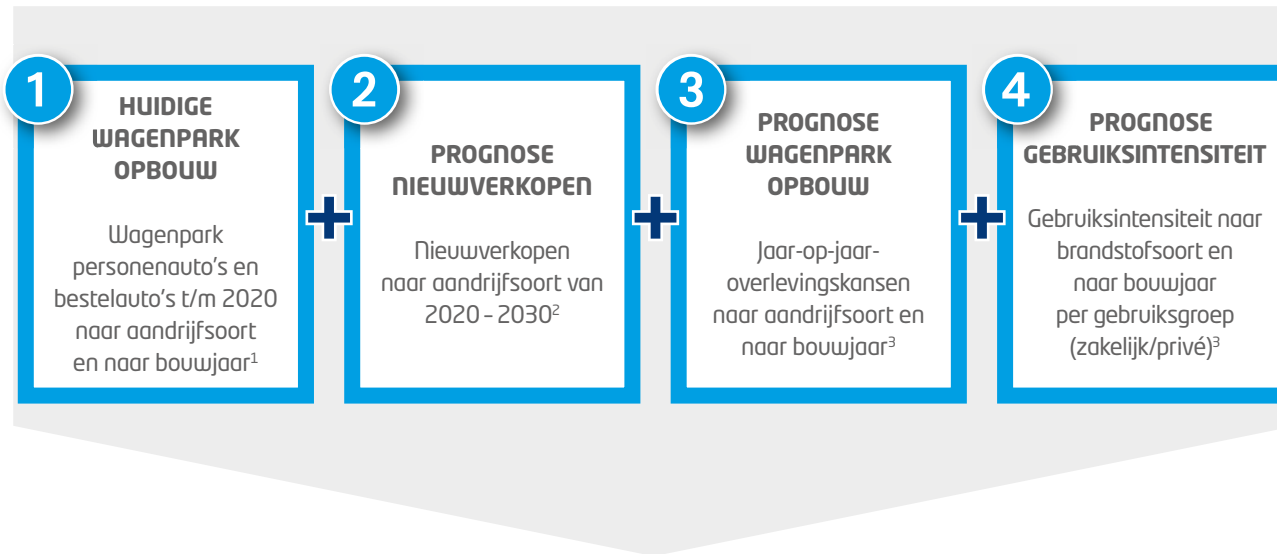 1
HUIDIGE
WAGENPARK
OPBOUW
Wagenpark
personenauto's en
bestelauto's t/m 2020
naar aandrijfsoort
en naar bouwjaar¹
2
PROGNOSE
NIEUWVERKOPEN
Nieuwverkopen
naar aandrijfsoort van
2020 – 2030²
3
PROGNOSE
WAGENPARK
OPBOUW
Jaar-op-jaar-
overlevingskansen
naar aandrijfsoort en
naar bouwjaar³
4
PROGNOSE
GEBRUIKSINTENSITEIT
Gebruiksintensiteit naar
brandstofsoort en
naar bouwjaar
per gebruiksgroep
(zakelijk/privé)³